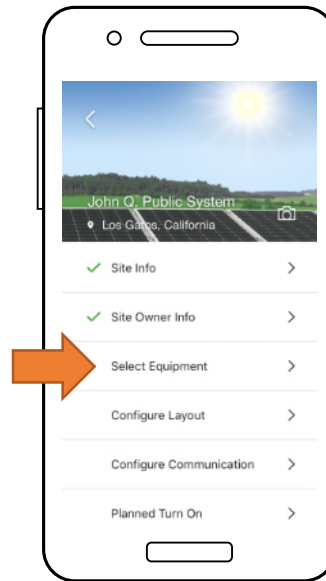 John Q. Public System
Los Gatos, California
Site Info
Site Owner Info
Select Equipment
Configure Layout
Configure Communication
Planned Turn On